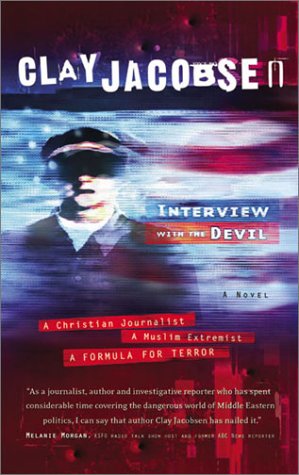 CLAY JACOBSEN
INTERVIEW
WITH THE DEVIL
A NOVEL
A CHRISTIAN JOURNALIST
A MUSLIM EXTREMIST
A FORMULA FOR TERROR
"As a journalist, author and investigative reporter who has spent
considerable time covering the dangerous world of Middle Eastern
politics, I can say that author Clay Jacobsen has nailed it."
MELANIE MORGAN, KSFO RADIO TALK SHOW HOST AND FORMER ABC NEWS REPORTER